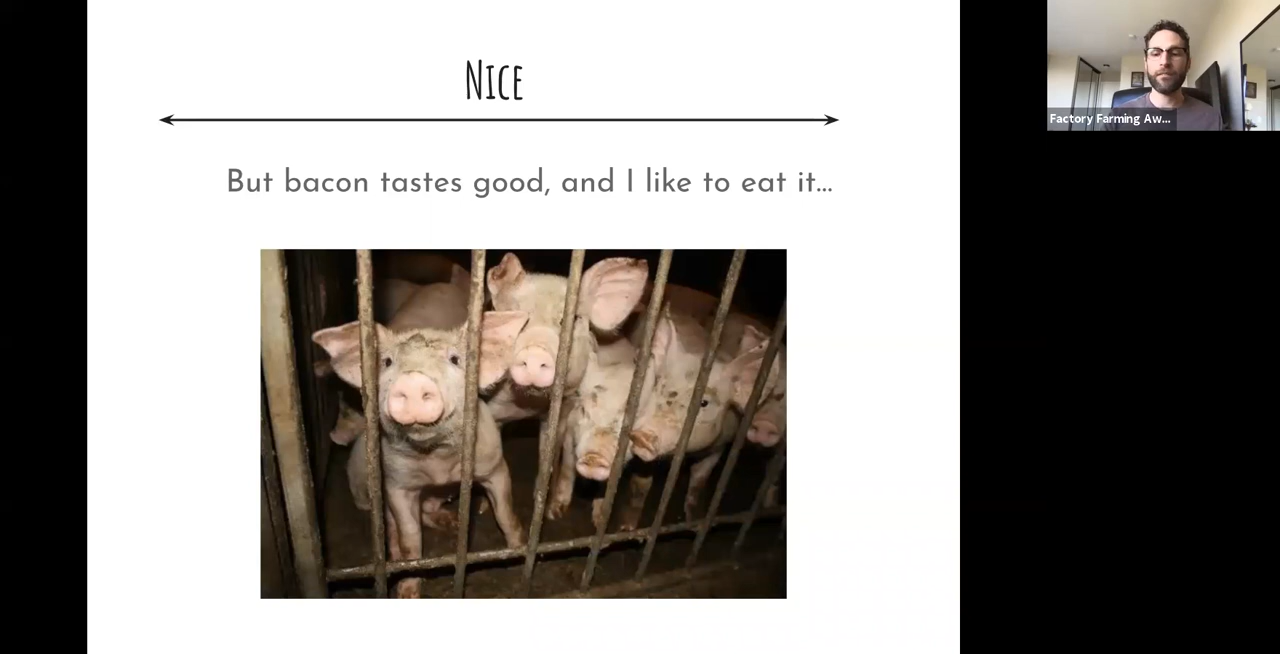 Nice
But bacon tastes good, and I like to eat it...
Factory Farming Aw...